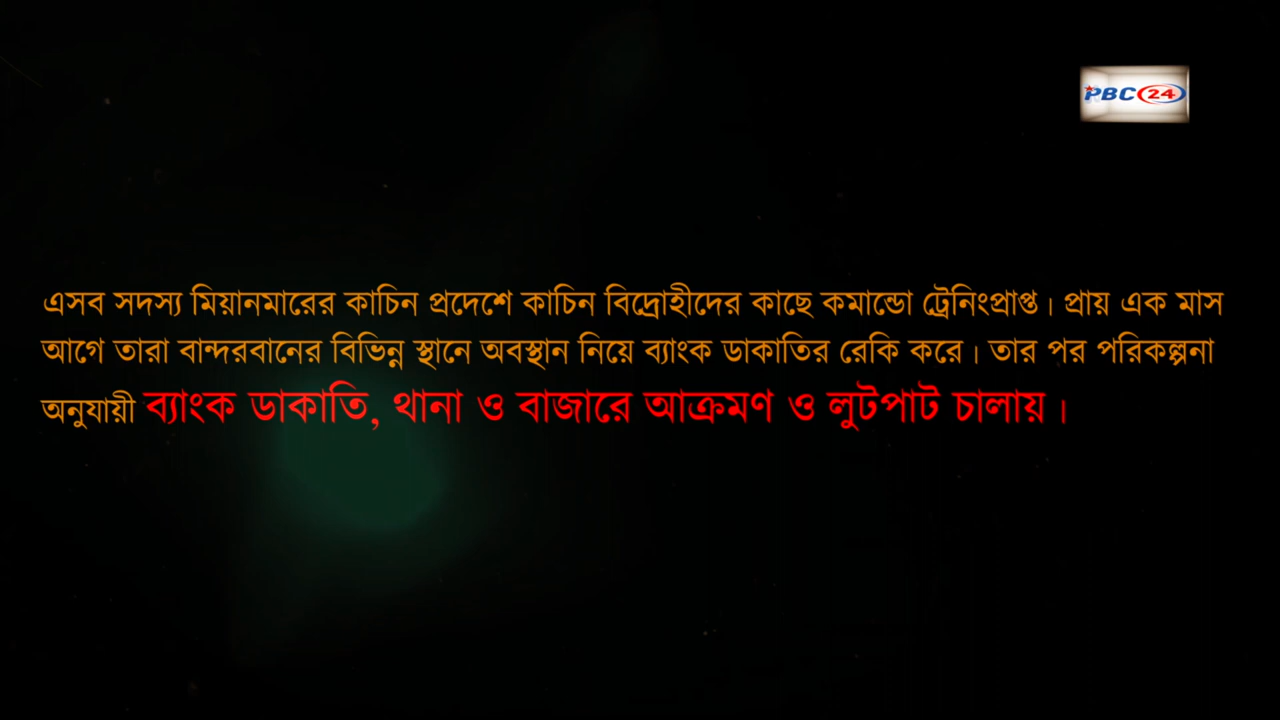 PBC 24
এসব সদস্য মিয়ানমারের কাচিন প্রদেশে কাচিন বিদ্রোহীদের কাছে কমান্ডো ট্রেনিংপ্রাপ্ত। প্রায় এক মাস
আগে তারা বান্দরবানের বিভিন্ন স্থানে অবস্থান নিয়ে ব্যাংক ডাকাতির রেকি করে। তার পর পরিকল্পনা
অনুযায়ী ব্যাংক ডাকাতি, থানা ও বাজারে আক্রমণ ও লুটপাট চালায়।